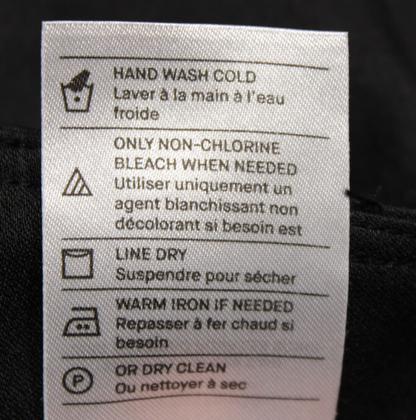 HAND WASH COLD
Laver à la main à l'eau
froide
ONLY NON-CHLORINE
BLEACH WHEN NEEDED
Utiliser uniquement un
agent blanchissant non
décolorant si besoin est
LINE DRY
Suspendre pour sécher
WARM IRON IF NEEDED
Repasser à fer chaud si
besoin
P
OR DRY CLEAN
Ou nettoyer à sec